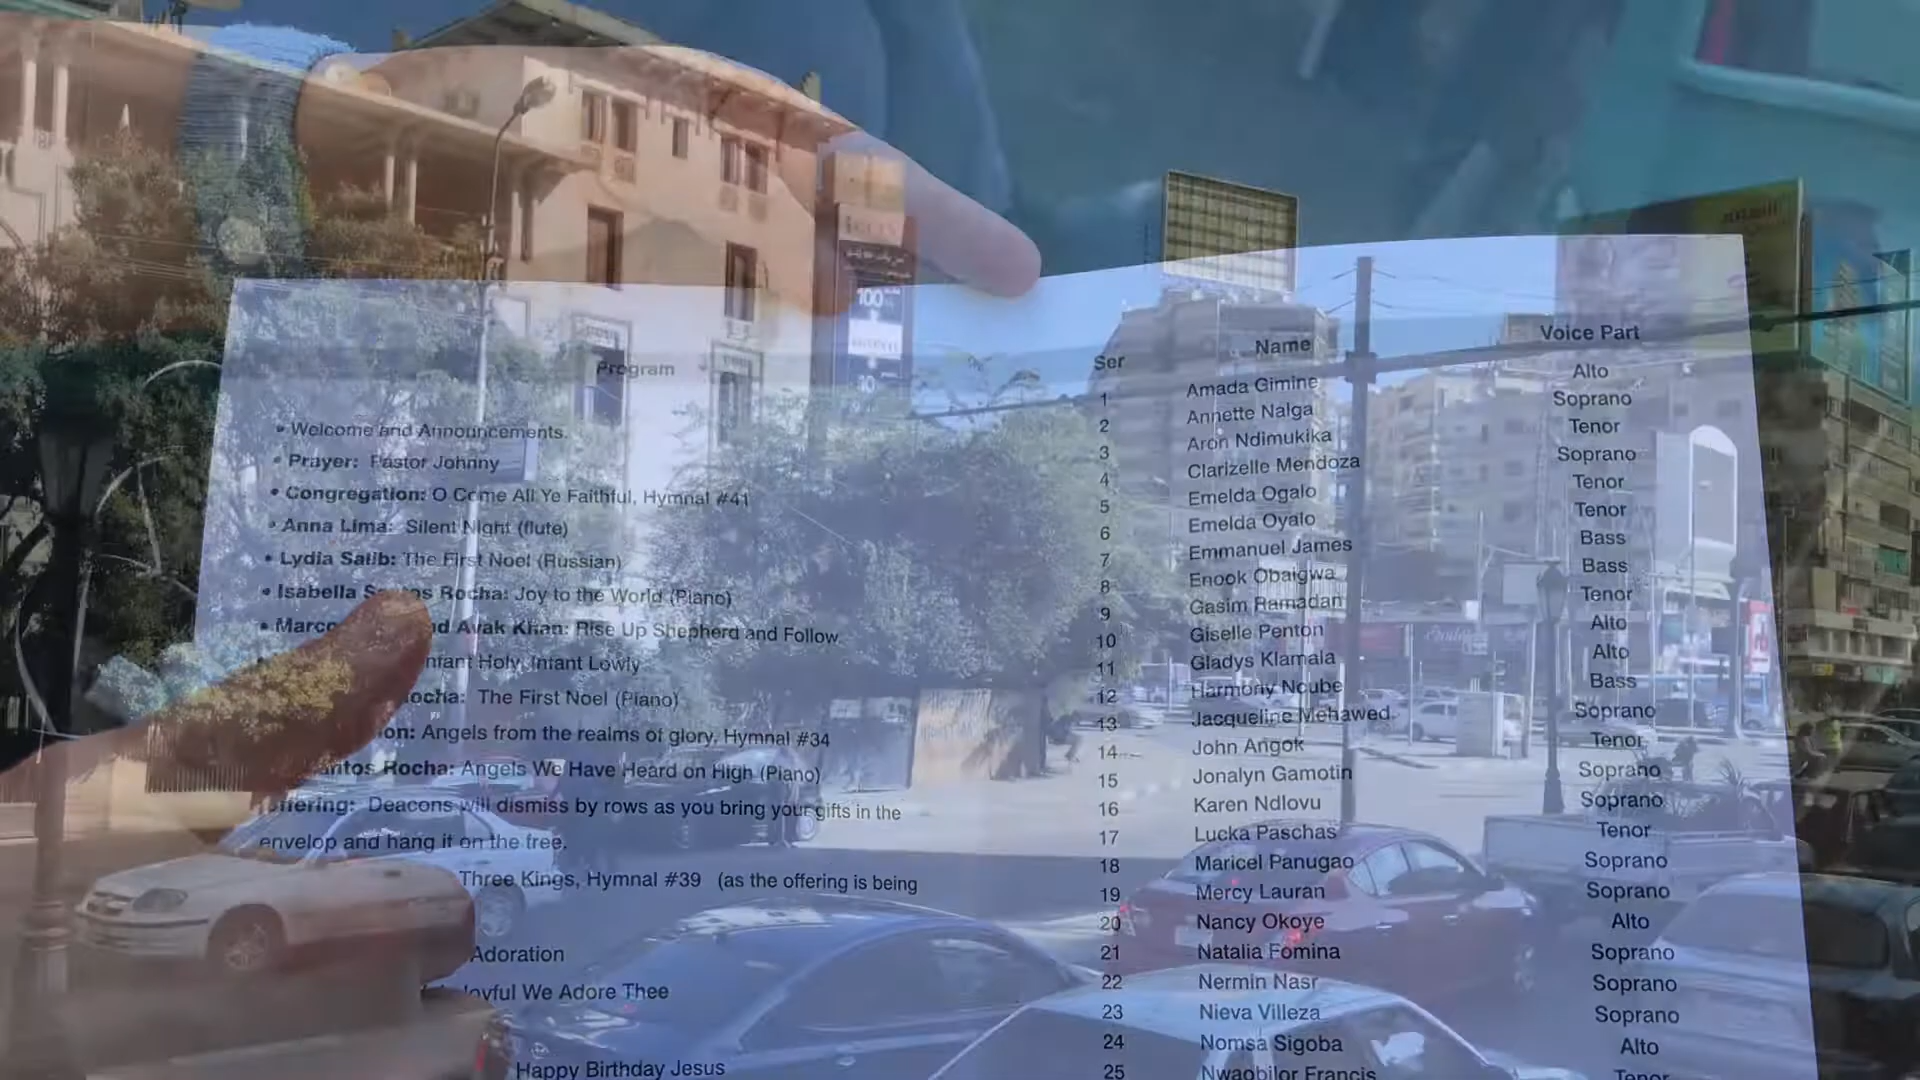 Program
• Welcome and Announcements.
• Prayer: Pastor Johnny
• Congregation: O Come All Ye Faithful, Hymnal #41
• Anna Lima: Silent Night (flute)
• Lydia Salib: The First Noel (Russian)
• Isabella Rocha: Joy to the World (Piano)
Ayak Khan: Rise Up Shepherd and Follow
Holy, Infant Lowly
The First Noel (Piano)
Angels from the realms of glory, Hymnal #34
Rocha: Angels We Have Heard on High (Piano)
Deacons will dismiss by rows as you bring your gifts in the
envelop and hang it on the tree.
Three Kings, Hymnal #39 (as the offering is being
Adoration
We Adore Thee
Happy Birthday Jesus
Ser Name Voice Part
1 Amada Gimine Alto
2 Annette Nalga Soprano
3 Aron Ndimukika Tenor
4 Clarizelle Mendoza Soprano
5 Emelda Ogalo Tenor
6 Emelda Oyalo Tenor
7 Emmanuel James Bass
8 Enook Obaigwa Bass
9 Gasim Ramadan Tenor
10 Giselle Penton Alto
11 Gladys Klamala Alto
12 Harmony Ncube Bass
13 Jacqueline Mehawed Soprano
14 John Angok Tenor
15 Jonalyn Gamotin Soprano
16 Karen Ndlovu Soprano
17 Lucka Paschas Tenor
18 Maricel Panugao Soprano
19 Mercy Lauran Soprano
20 Nancy Okoye Alto
21 Natalia Fomina Soprano
22 Nermin Nasr Soprano
23 Nieva Villeza Soprano
24 Nomsa Sigoba Alto
25 Nwaobilor Francis Tenor
100